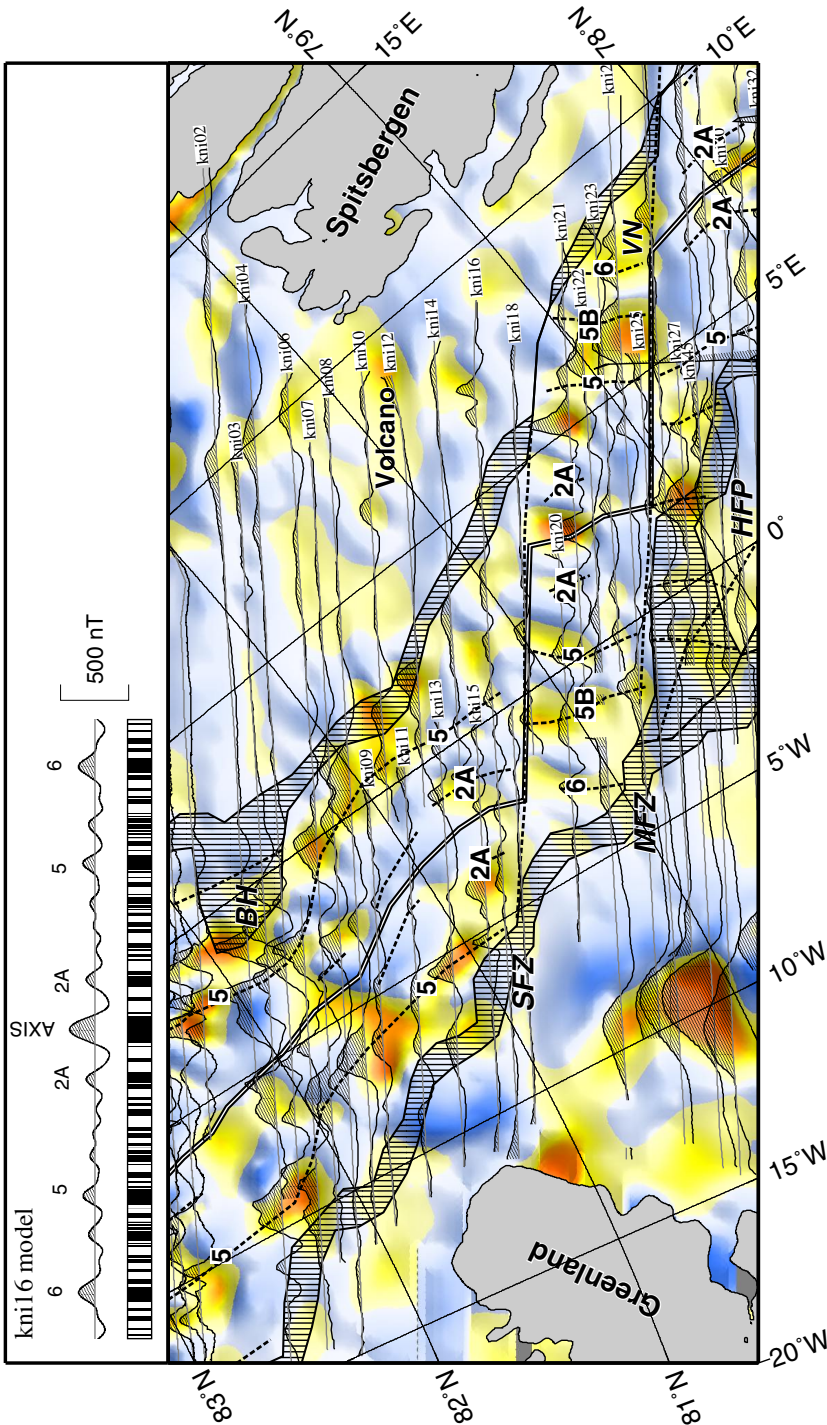 kni16 model
6
5
2A
AXIS
2A
5
6
500 nT
79°N
15°E
78°N
10°E
5°E
0°
5°W
10°W
15°W
20°W
81°N
82°N
83°N
Spitsbergen
Volcano
Greenland
BH
SFZ
MFZ
HFP
VN
kni02
kni04
kni03
kni06
kni07
kni08
kni10
kni12
kni14
kni16
kni18
kni21
kni23
kni22
kni25
kni27
kni30
kni32
kni20
kni09
kni11
kni13
kni15
kni2
2A
2A
6
5B
5
5
2A
2A
5
5B
6
5
2A
2A
5
5
5